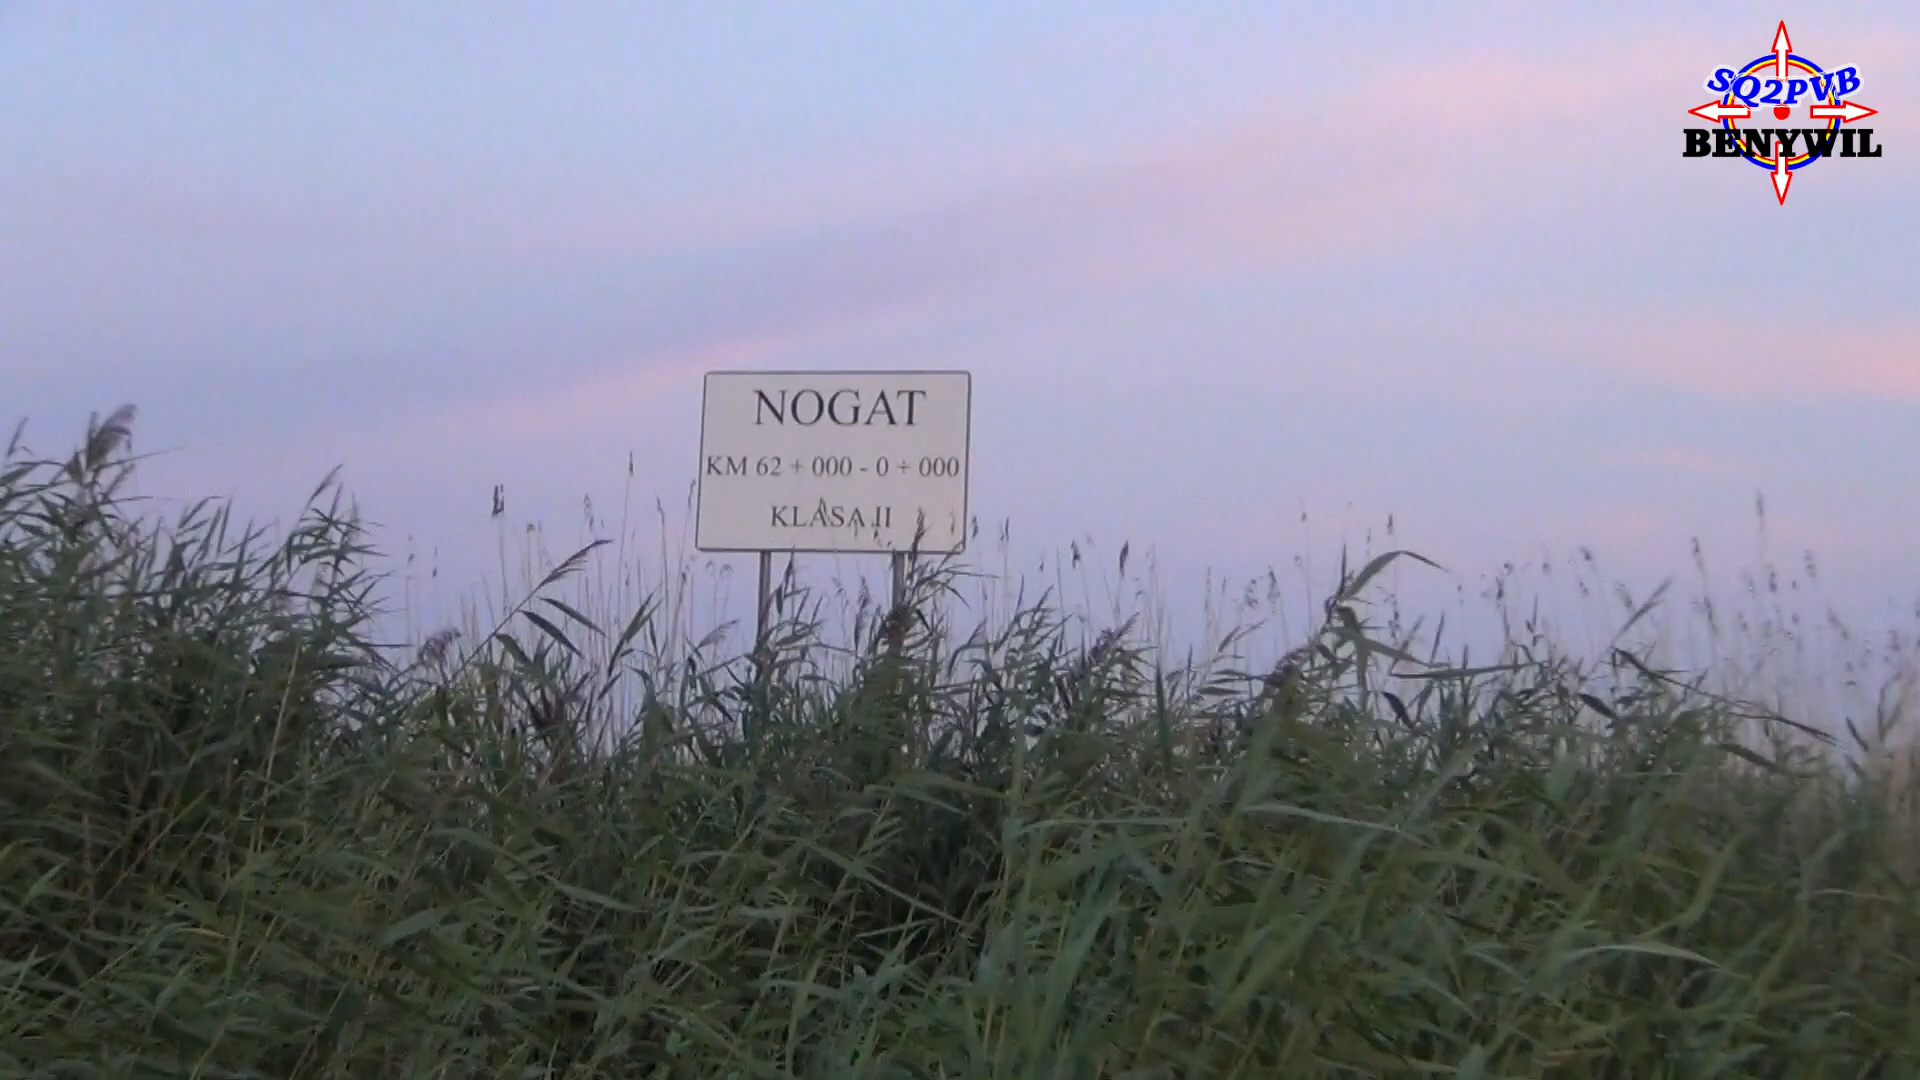 SQ2PVB
BENYWIL
NOGAT
KM 62 + 000 - 0 + 000
KLASA II